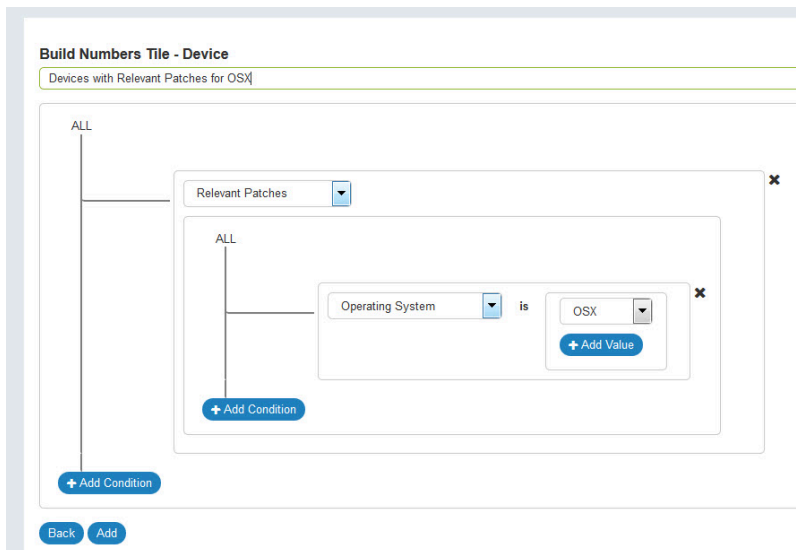 Build Numbers Tile - Device
Devices with Relevant Patches for OSX
ALL
Relevant Patches
ALL
Operating System is OSX
+ Add Value
+ Add Condition
+ Add Condition
Back Add